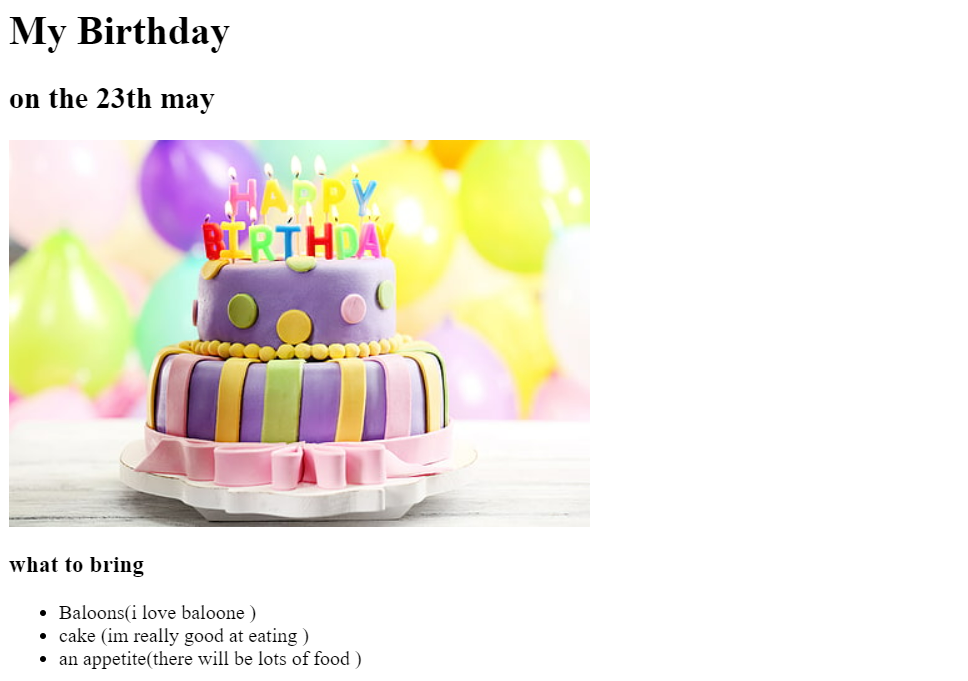 My Birthday
on the 23th may
HAPPY
BIRTHDAY
what to bring
Baloons(i love baloone )
cake (im really good at eating )
an appetite(there will be lots of food )